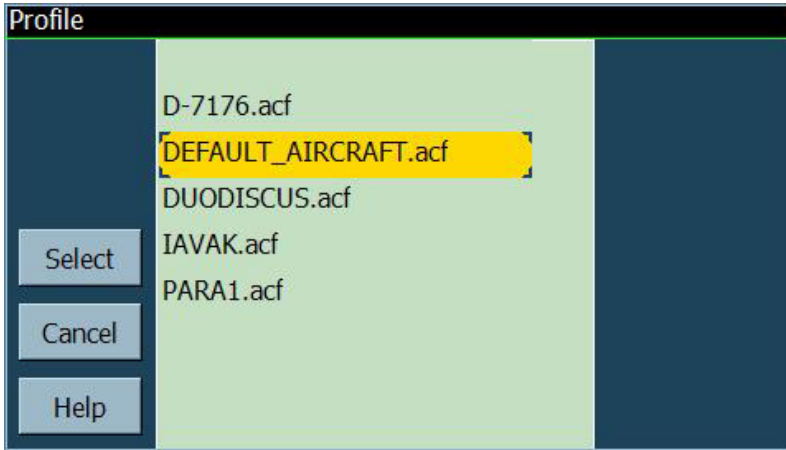 Profile
D-7176.acf
DEFAULT_AIRCRAFT.acf
DUODISCUS.acf
IAVAK.acf
PARA1.acf
Select
Cancel
Help